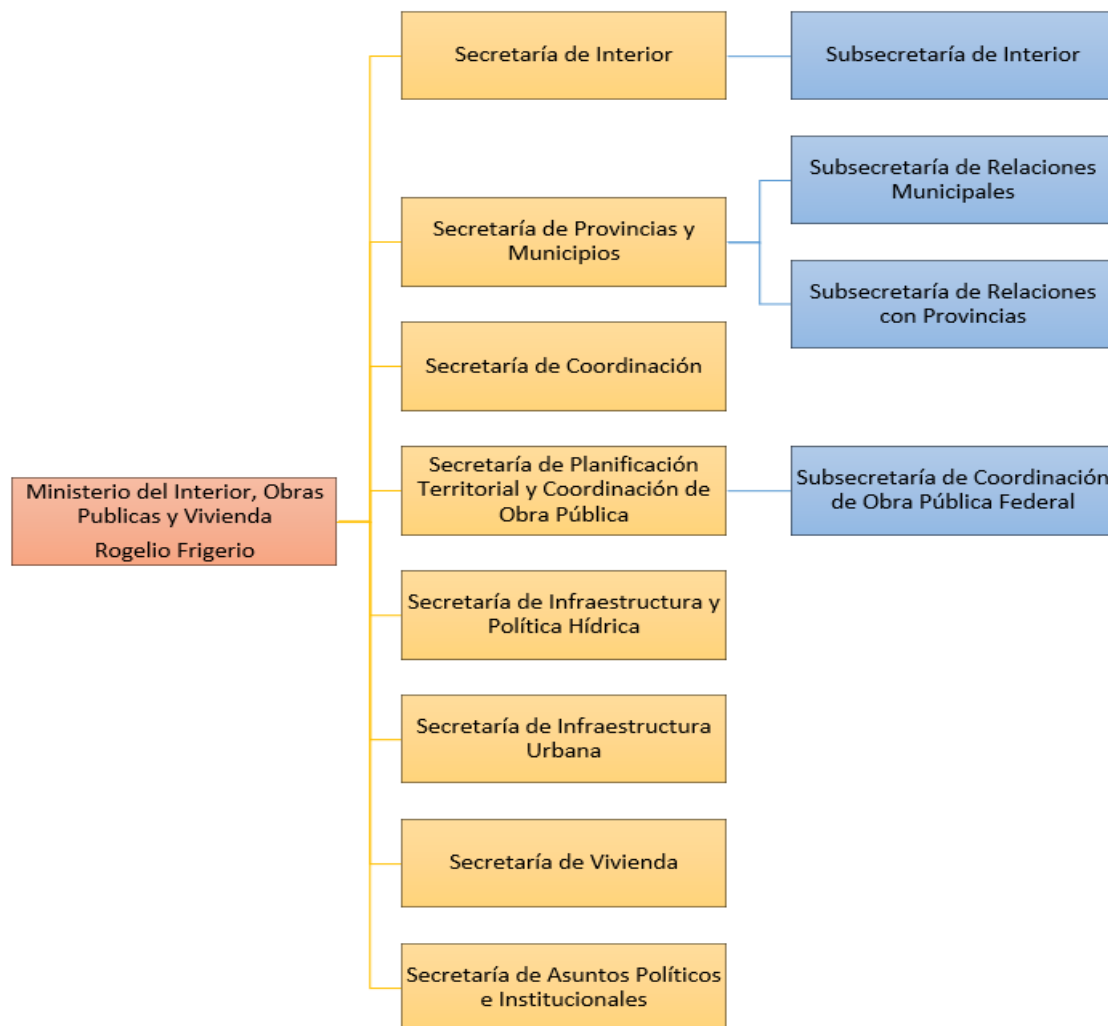 Secretaría de Interior
Subsecretaría de Interior
Subsecretaría de Relaciones
Municipales
Secretaría de Provincias y
Municipios
Subsecretaría de Relaciones
con Provincias
Secretaría de Coordinación
Secretaría de Planificación
Territorial y Coordinación de
Obra Pública
Subsecretaría de Coordinación
de Obra Pública Federal
Ministerio del Interior, Obras
Publicas y Vivienda
Rogelio Frigerio
Secretaría de Infraestructura y
Política Hídrica
Secretaría de Infraestructura
Urbana
Secretaría de Vivienda
Secretaría de Asuntos Políticos
e Institucionales